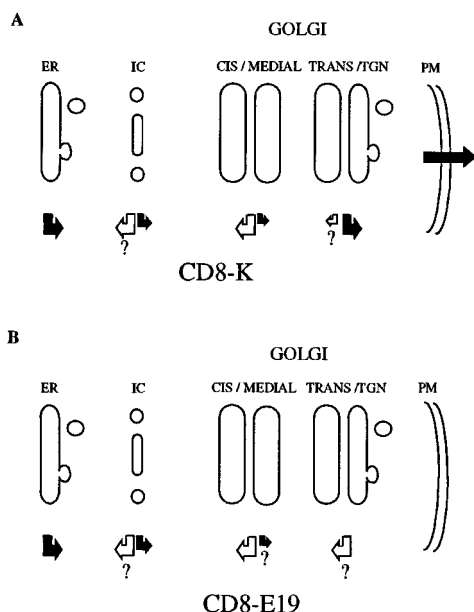 A
GOLGI
ER IC CIS / MEDIAL TRANS /TGN PM
? ?
CD8-K
B
GOLGI
ER IC CIS / MEDIAL TRANS /TGN PM
? ? ?
CD8-E19